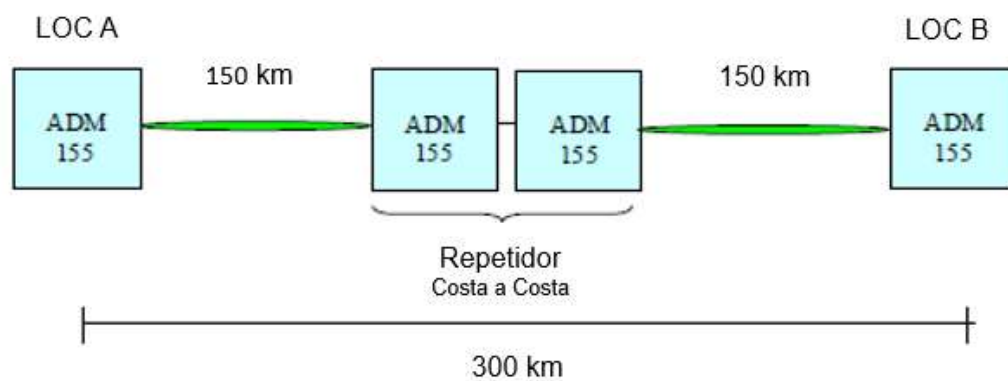 LOC A
LOC B
150 km
150 km
ADM
155
ADM
155
ADM
155
ADM
155
Repetidor
Costa a Costa
300 km